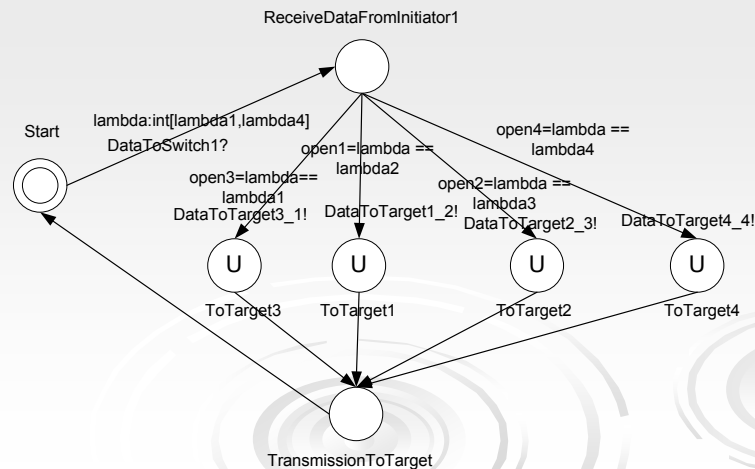 ReceiveDataFromInitiator1
lambda:int[lambda1,lambda4]
Start
DataToSwitch1?
open4=lambda ==
lambda4
open1=lambda ==
lambda2
open3=lambda==
lambda1
open2=lambda ==
lambda3
DataToTarget3_1!
DataToTarget1_2!
DataToTarget2_3!
DataToTarget4_4!
U
U
U
U
ToTarget3
ToTarget1
ToTarget2
ToTarget4
TransmissionToTarget